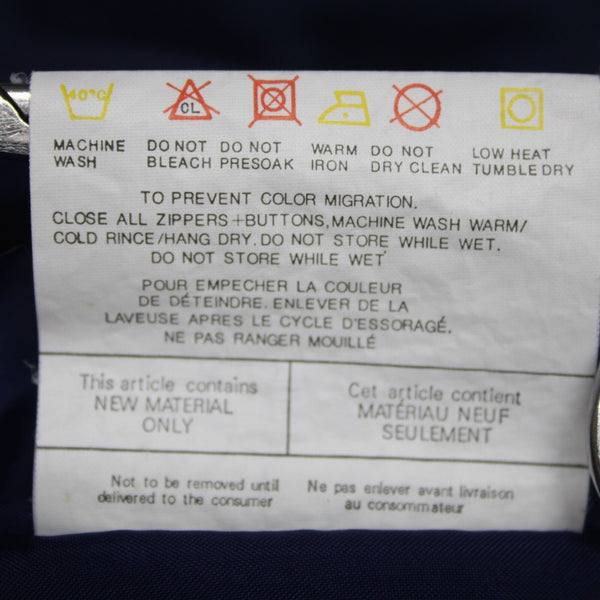 40°C
CL
MACHINE WASH
DO NOT BLEACH
DO NOT PRESOAK
WARM IRON
DO NOT DRY CLEAN
LOW HEAT TUMBLE DRY
TO PREVENT COLOR MIGRATION.
CLOSE ALL ZIPPERS+BUTTONS,MACHINE WASH WARM/
COLD RINCE/HANG DRY. DO NOT STORE WHILE WET.
DO NOT STORE WHILE WET
POUR EMPECHER LA COULEUR
DE DÉTEINDRE. ENLEVER DE LA
LAVEUSE APRES LE CYCLE D'ESSORAGÉ.
NE PAS RANGER MOUILLÉ
This article contains
NEW MATERIAL
ONLY
Cet article contient
MATÉRIAU NEUF
SEULEMENT
Not to be removed until
delivered to the consumer
Ne pas enlever avant livraison
au consommateur